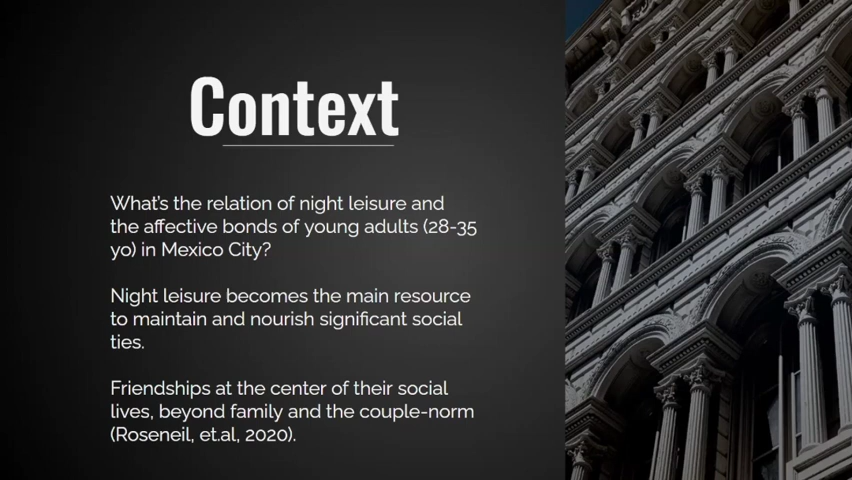 Context
What's the relation of night leisure and
the affective bonds of young adults (28-35
yo) in Mexico City?
Night leisure becomes the main resource
to maintain and nourish significant social
ties.
Friendships at the center of their social
lives, beyond family and the couple-norm
(Roseneil, et.al, 2020).